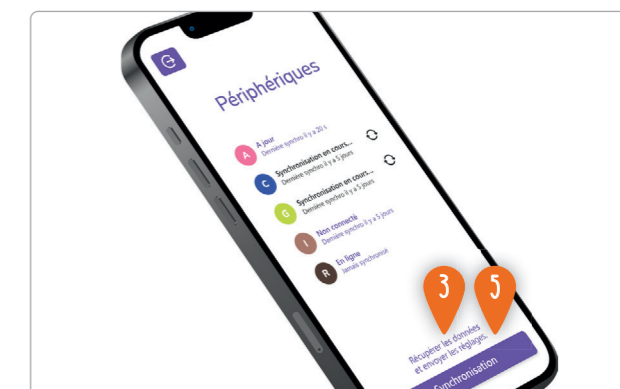 Périphériques
A
A jour
Dernière synchro il y a 20 s
C
Synchronisation en cours...
Dernière synchro il y a 5 jours
G
Synchronisation en cours...
Dernière synchro il y a 5 jours
I
Non connecté
Dernière synchro il y a 5 jours
R
En ligne
Jamais synchronisé
3 5
Récupérer les données
et envoyer les réglages.
Synchronisation